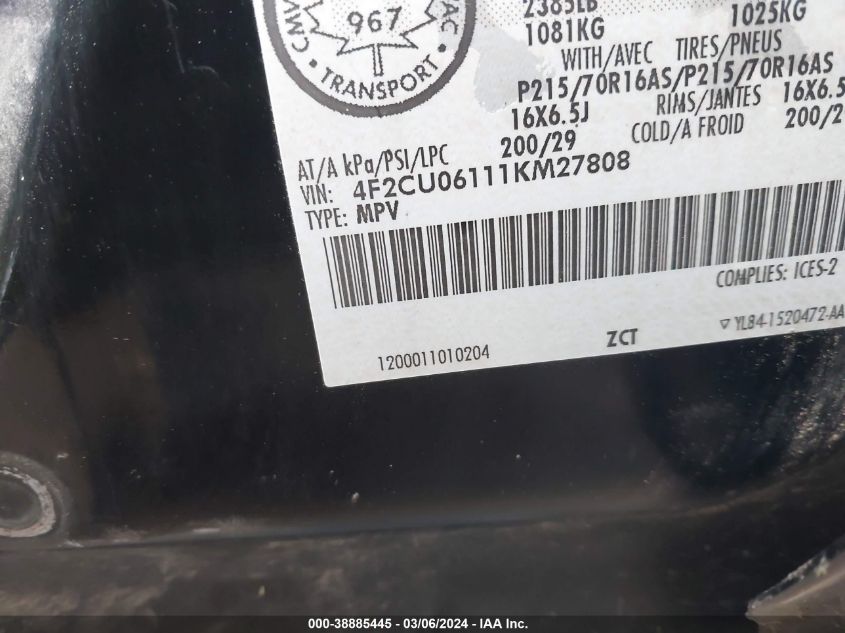 2385LB
1081KG 1025KG
WITH/AVEC TIRES/PNEUS
P215/70R16AS/P215/70R16AS
16X6.5J RIMS/JANTES 16X6.5
AT/A kPa/PSI/LPC 200/29 COLD/A FROID 200/2
VIN: 4F2CU06111KM27808
TYPE: MPV
COMPLIES: ICES-2
1200011010204 ZCT YL84-1520472-AA
967
TRANSPORT
000-38885445 - 03/06/2024 - IAA Inc.